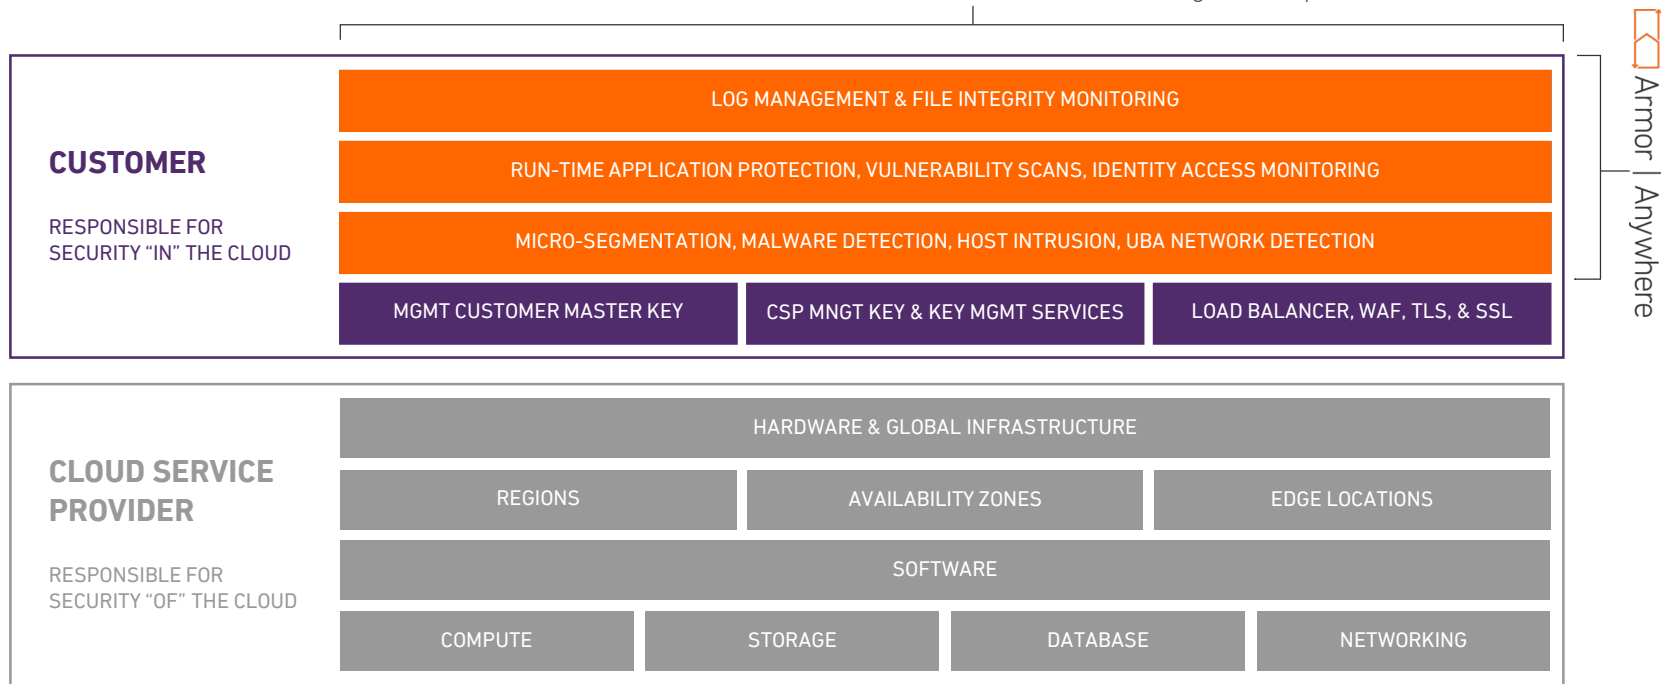 LOG MANAGEMENT & FILE INTEGRITY MONITORING
CUSTOMER
RUN-TIME APPLICATION PROTECTION, VULNERABILITY SCANS, IDENTITY ACCESS MONITORING
RESPONSIBLE FOR
SECURITY “IN” THE CLOUD
MICRO-SEGMENTATION, MALWARE DETECTION, HOST INTRUSION, UBA NETWORK DETECTION
MGMT CUSTOMER MASTER KEY
CSP MNGT KEY & KEY MGMT SERVICES
LOAD BALANCER, WAF, TLS, & SSL
Armor | Anywhere
HARDWARE & GLOBAL INFRASTRUCTURE
CLOUD SERVICE
PROVIDER
REGIONS
AVAILABILITY ZONES
EDGE LOCATIONS
RESPONSIBLE FOR
SECURITY “OF” THE CLOUD
SOFTWARE
COMPUTE
STORAGE
DATABASE
NETWORKING